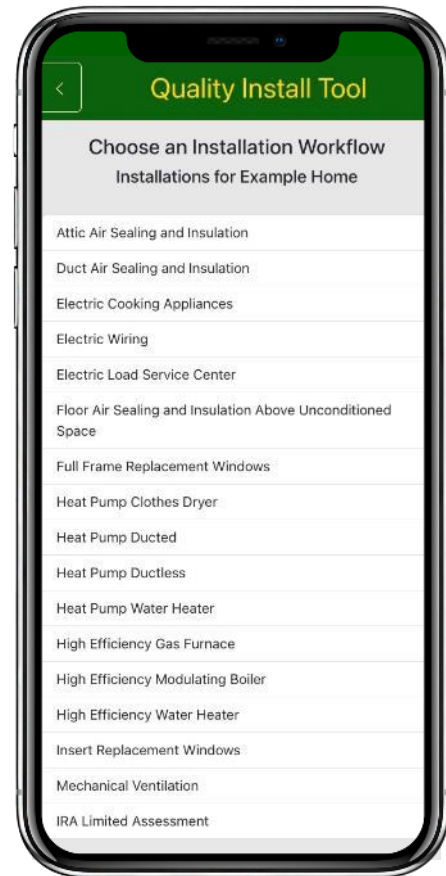 Quality Install Tool
Choose an Installation Workflow
Installations for Example Home
Attic Air Sealing and Insulation
Duct Air Sealing and Insulation
Electric Cooking Appliances
Electric Wiring
Electric Load Service Center
Floor Air Sealing and Insulation Above Unconditioned
Space
Full Frame Replacement Windows
Heat Pump Clothes Dryer
Heat Pump Ducted
Heat Pump Ductless
Heat Pump Water Heater
High Efficiency Gas Furnace
High Efficiency Modulating Boiler
High Efficiency Water Heater
Insert Replacement Windows
Mechanical Ventilation
IRA Limited Assessment